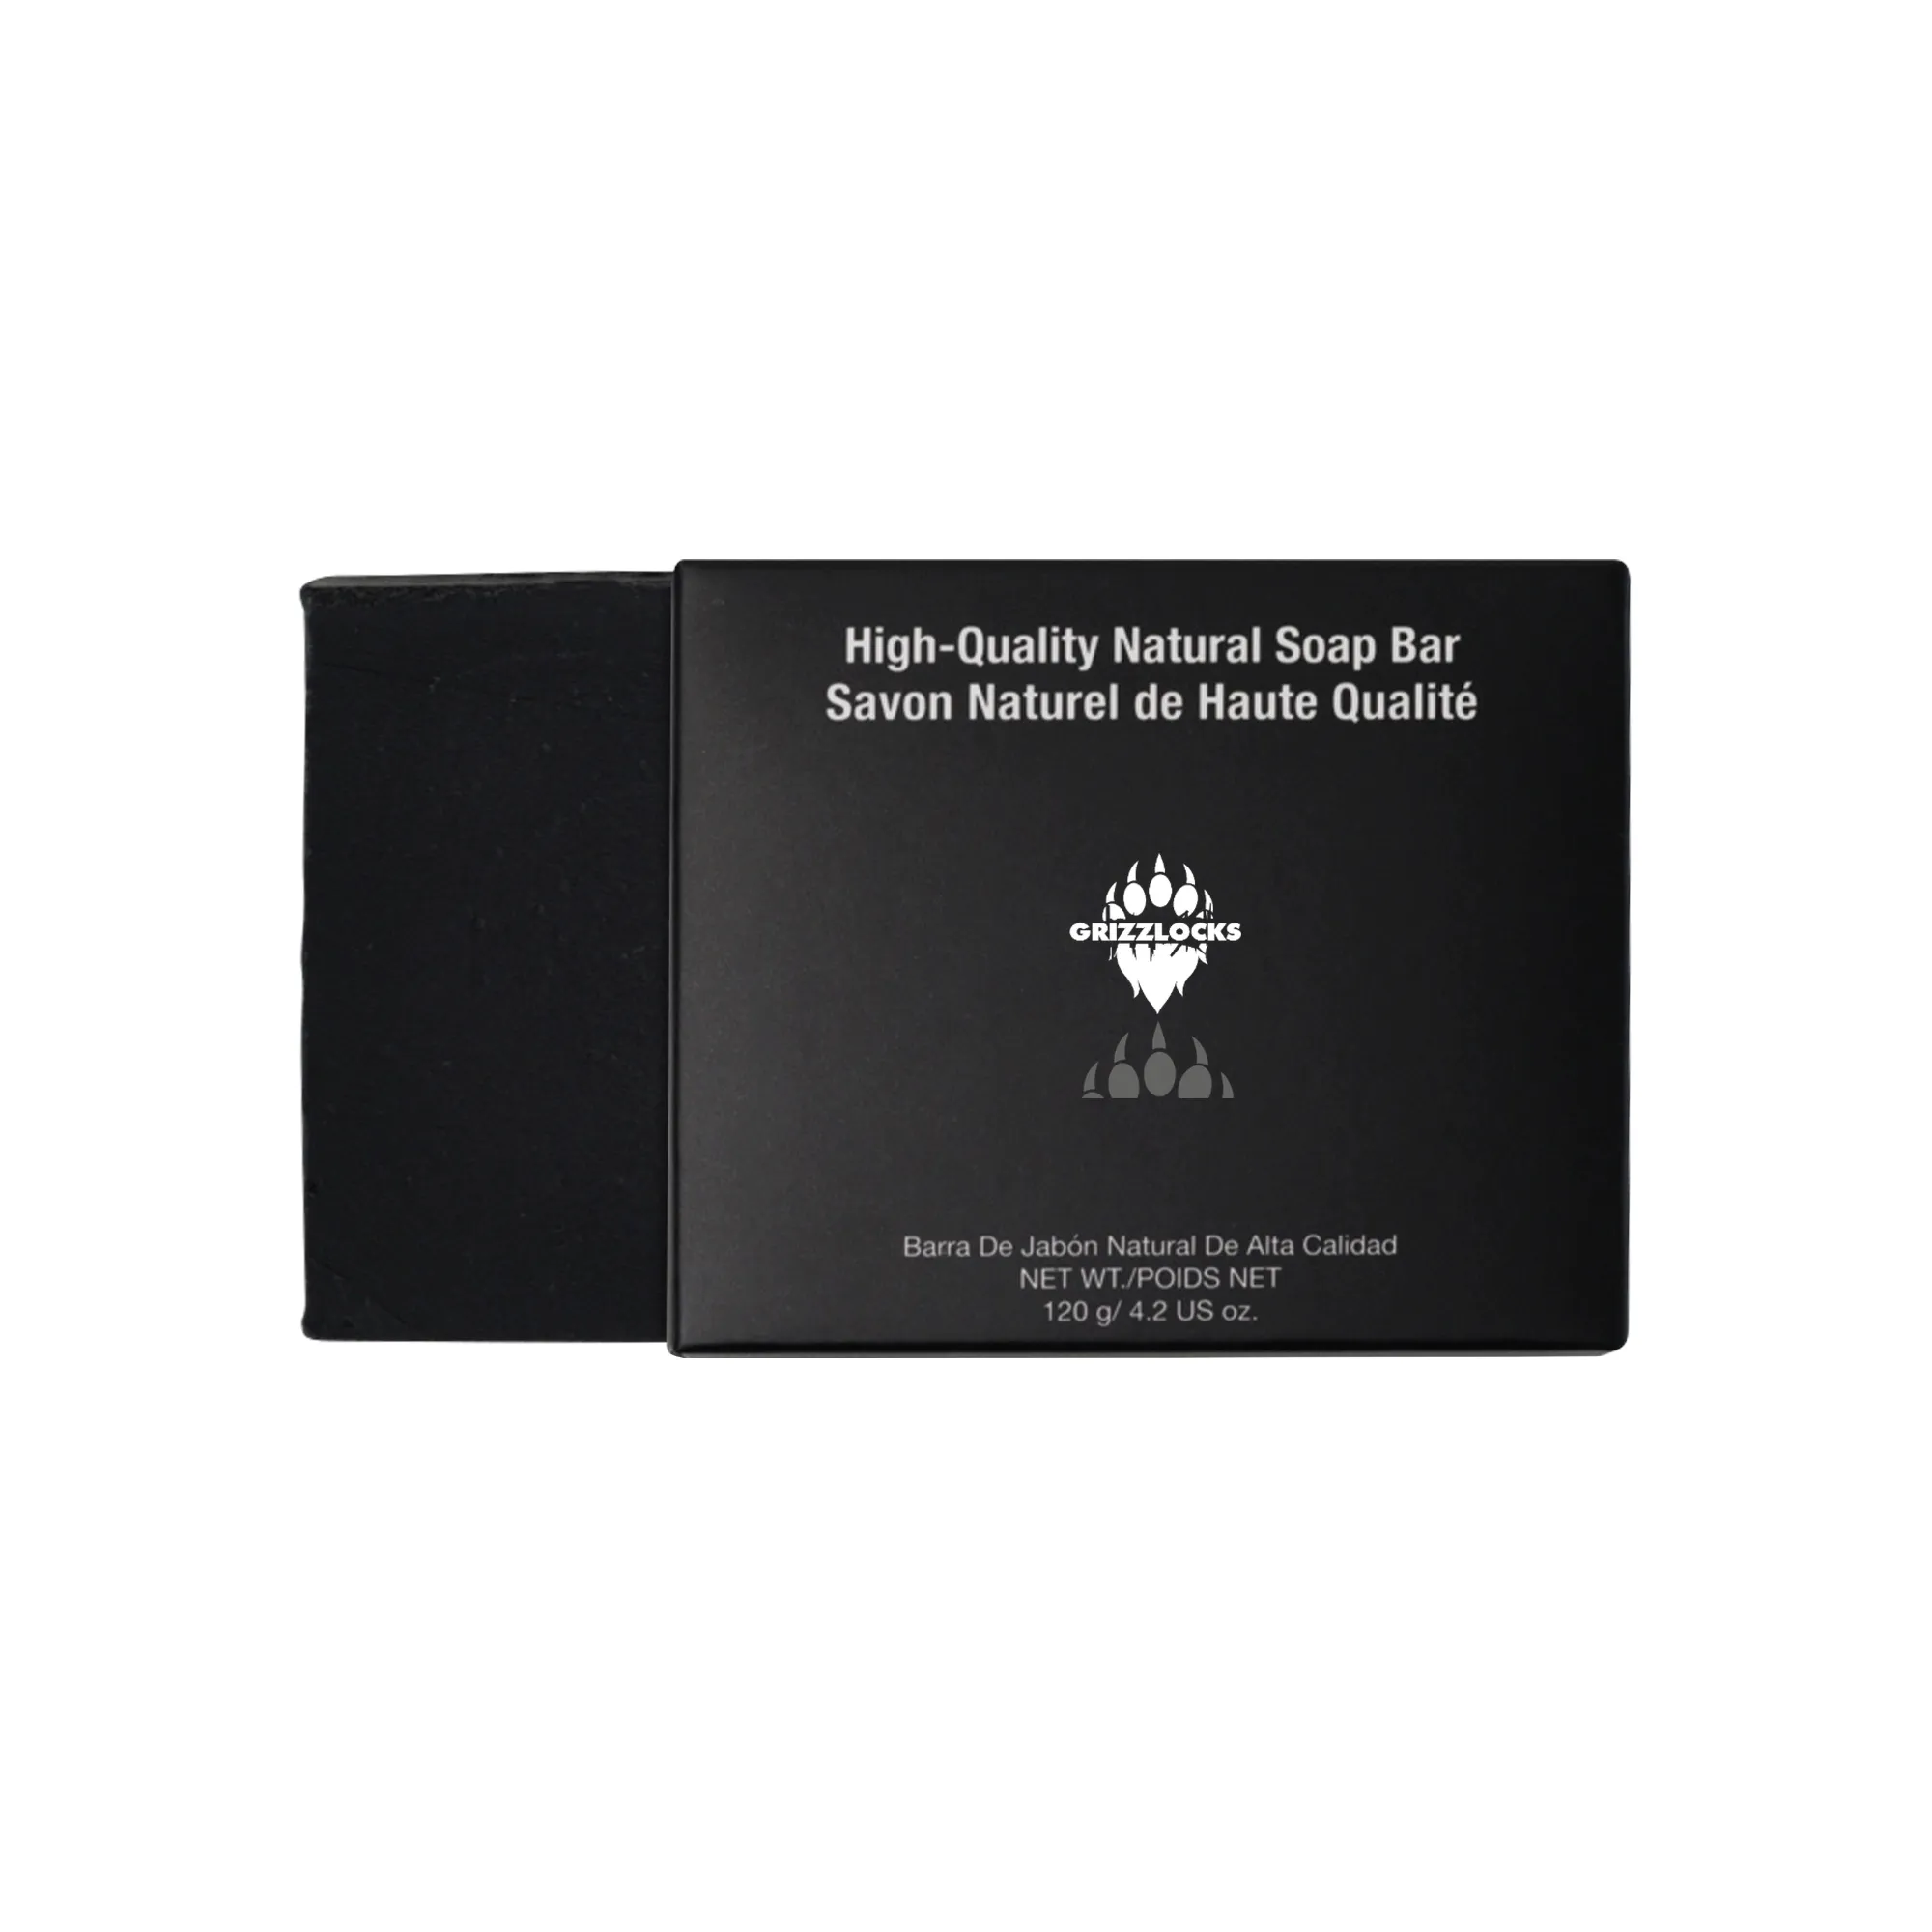 High-Quality Natural Soap Bar
Savon Naturel de Haute Qualité
GRIZZLOCKS
Barra De Jabón Natural De Alta Calidad
NET WT./POIDS NET
120 g/ 4.2 US oz.